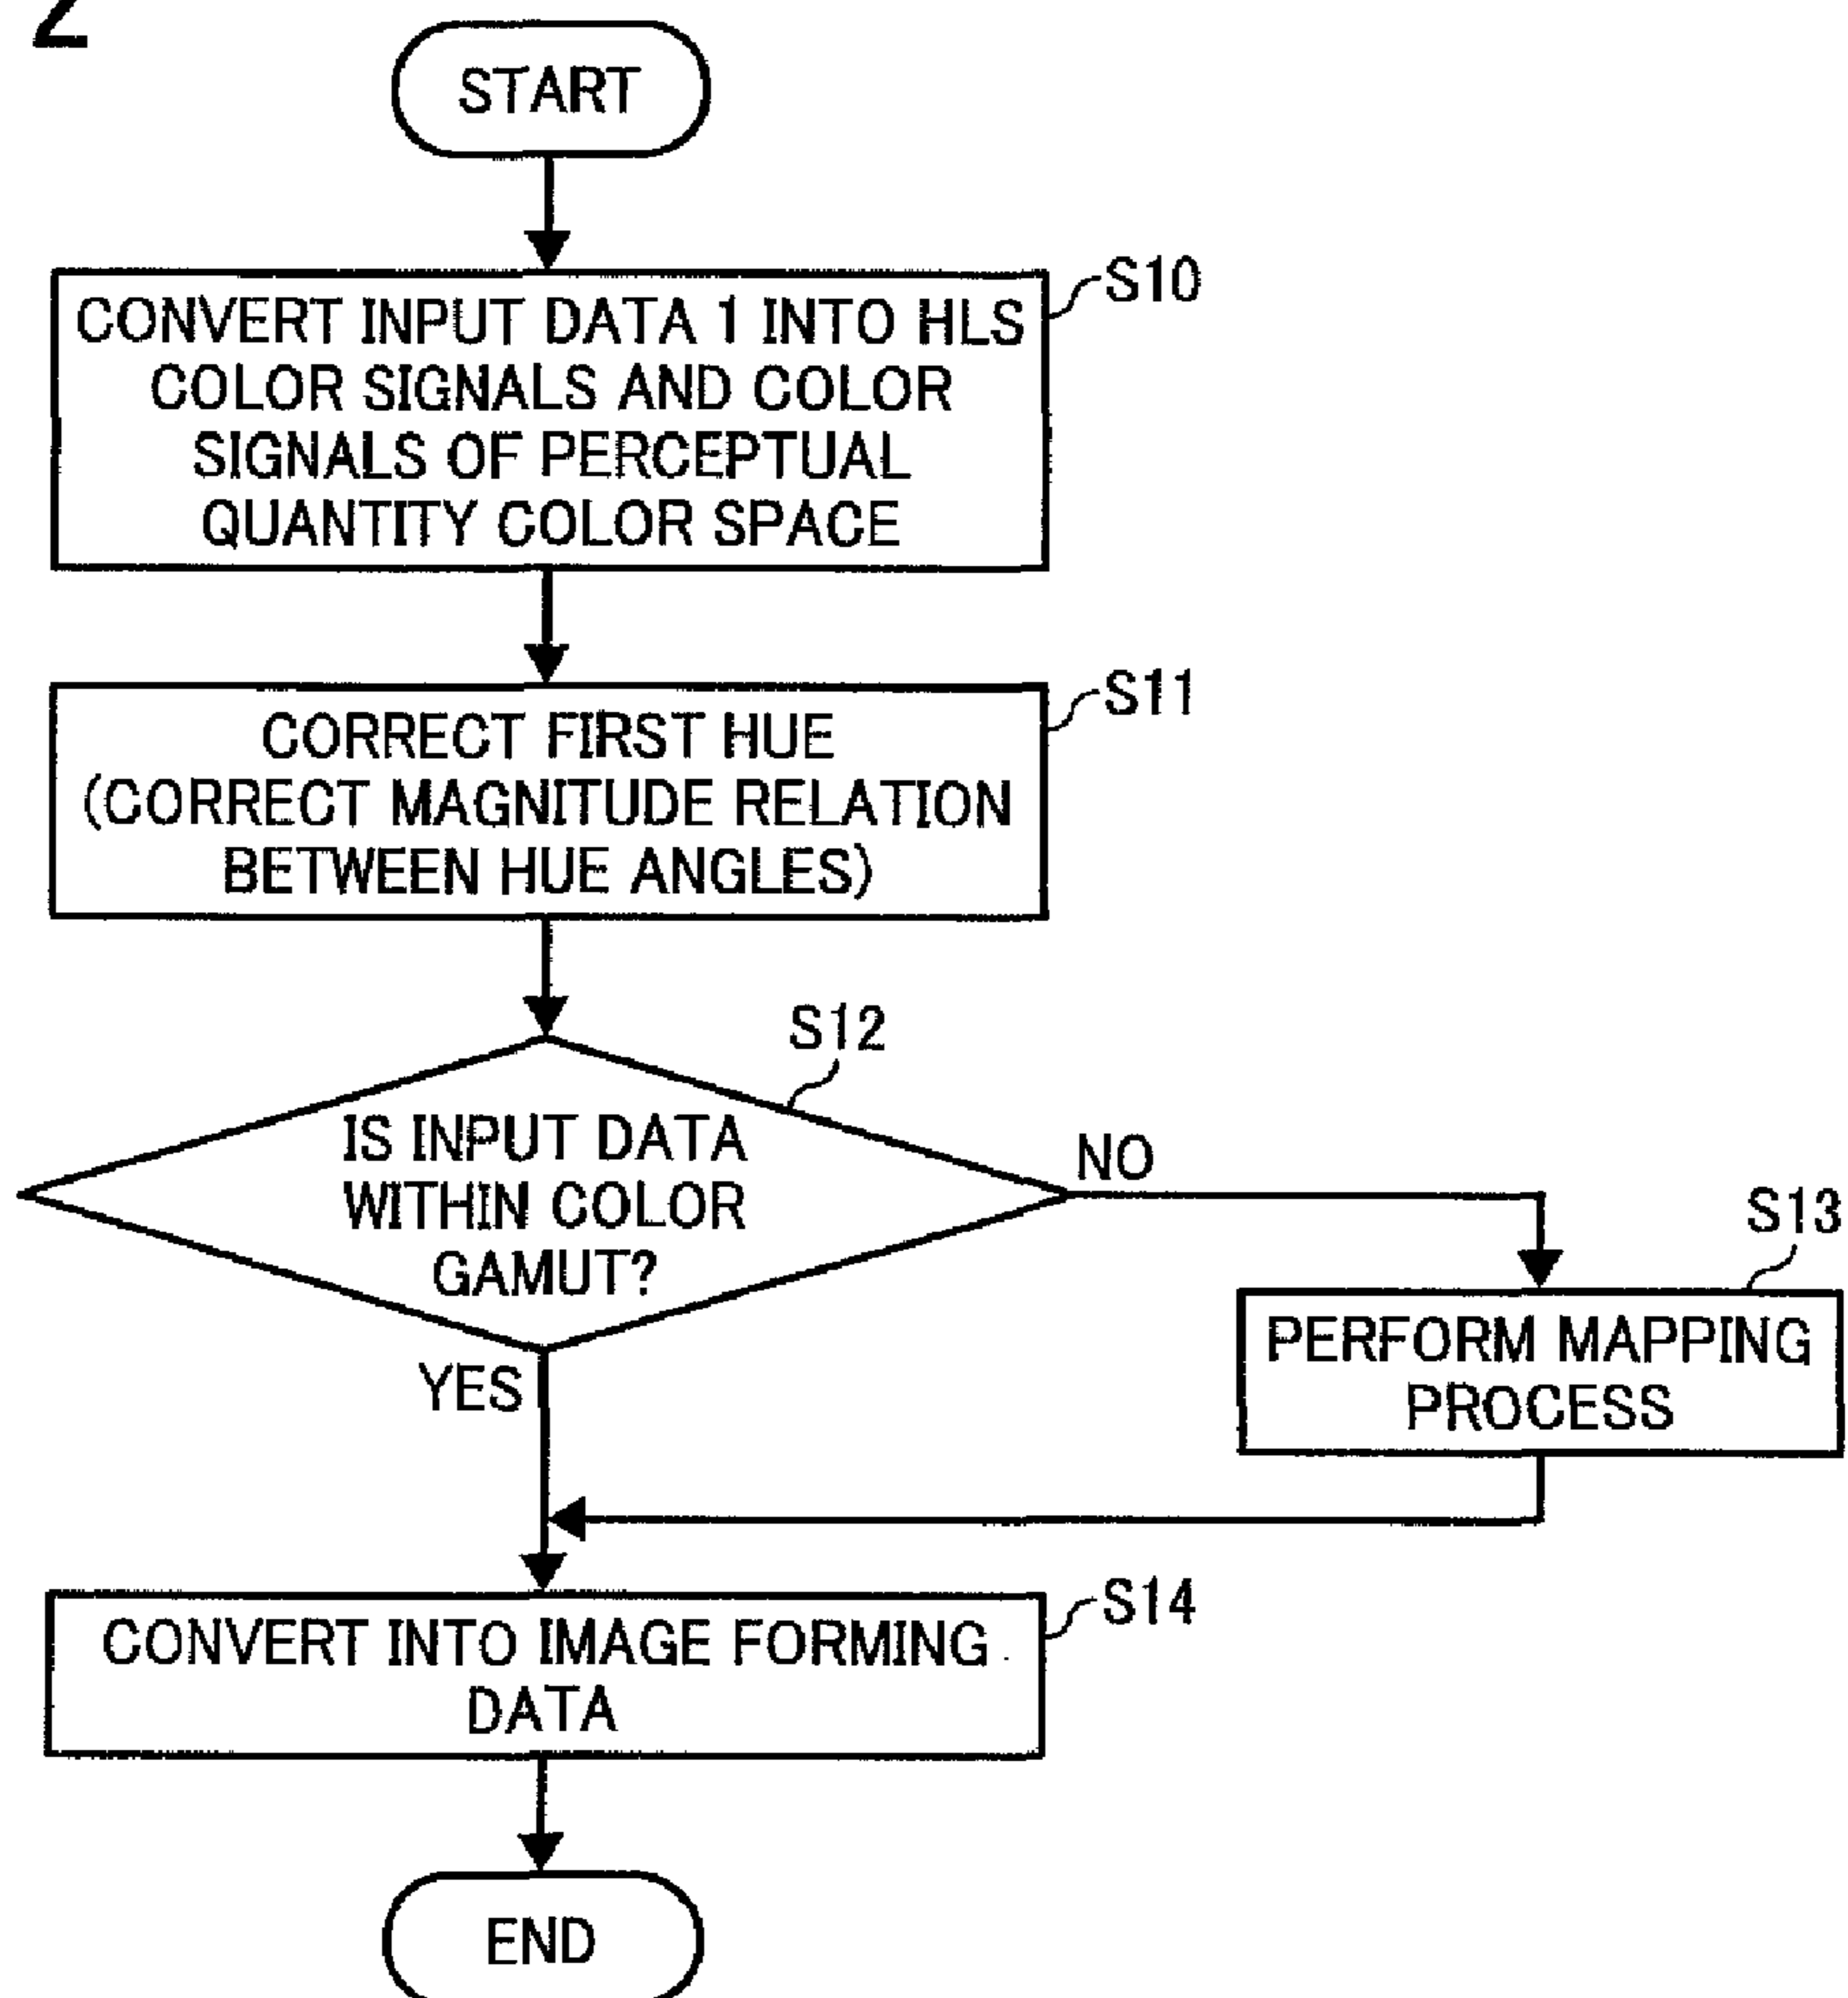 2
START
S10
CONVERT INPUT DATA 1 INTO HLS
COLOR SIGNALS AND COLOR
SIGNALS OF PERCEPTUAL
QUANTITY COLOR SPACE
S11
CORRECT FIRST HUE
(CORRECT MAGNITUDE RELATION
BETWEEN HUE ANGLES)
S12
IS INPUT DATA
WITHIN COLOR
GAMUT?
NO
S13
PERFORM MAPPING
PROCESS
YES
S14
CONVERT INTO IMAGE FORMING
DATA
END